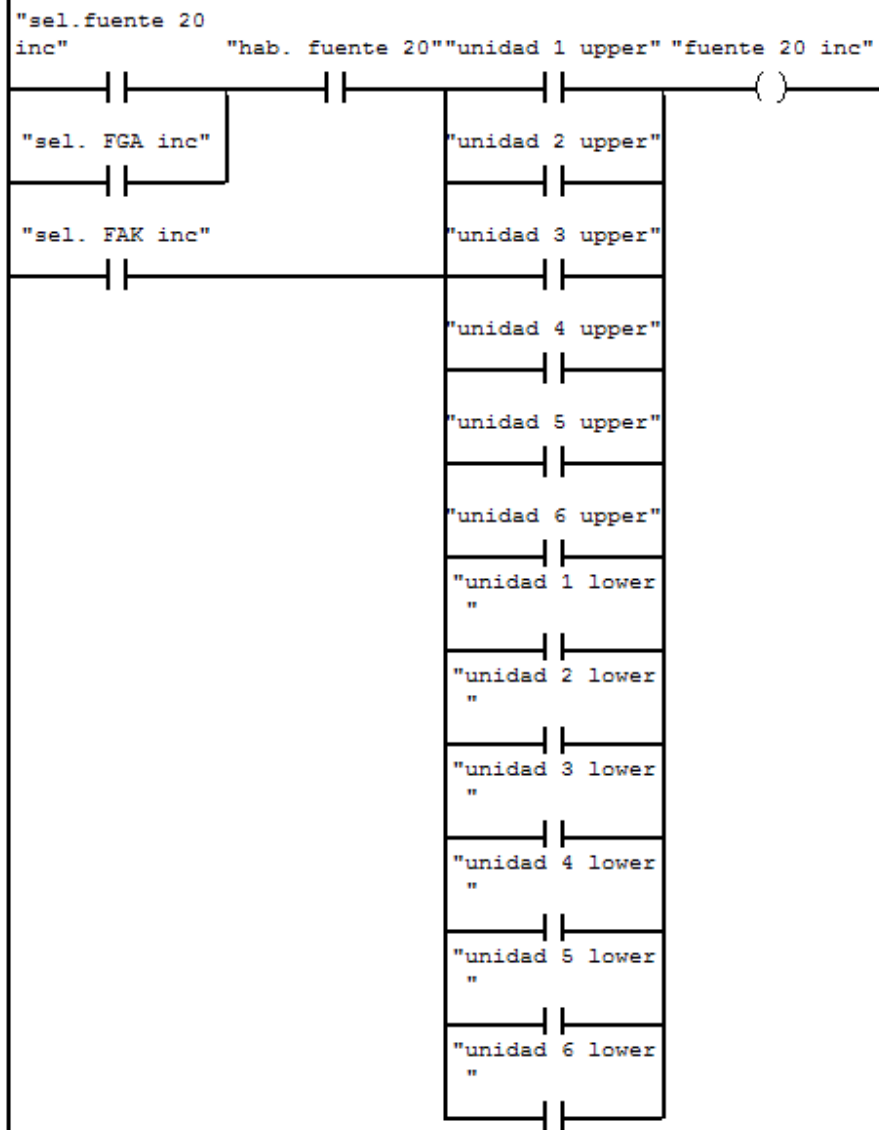 "sel.fuente 20
inc"
"hab. fuente 20"
"unidad 1 upper"
"fuente 20 inc"
"sel. FGA inc"
"unidad 2 upper"
"sel. FAK inc"
"unidad 3 upper"
"unidad 4 upper"
"unidad 5 upper"
"unidad 6 upper"
"unidad 1 lower
"
"unidad 2 lower
"
"unidad 3 lower
"
"unidad 4 lower
"
"unidad 5 lower
"
"unidad 6 lower
"